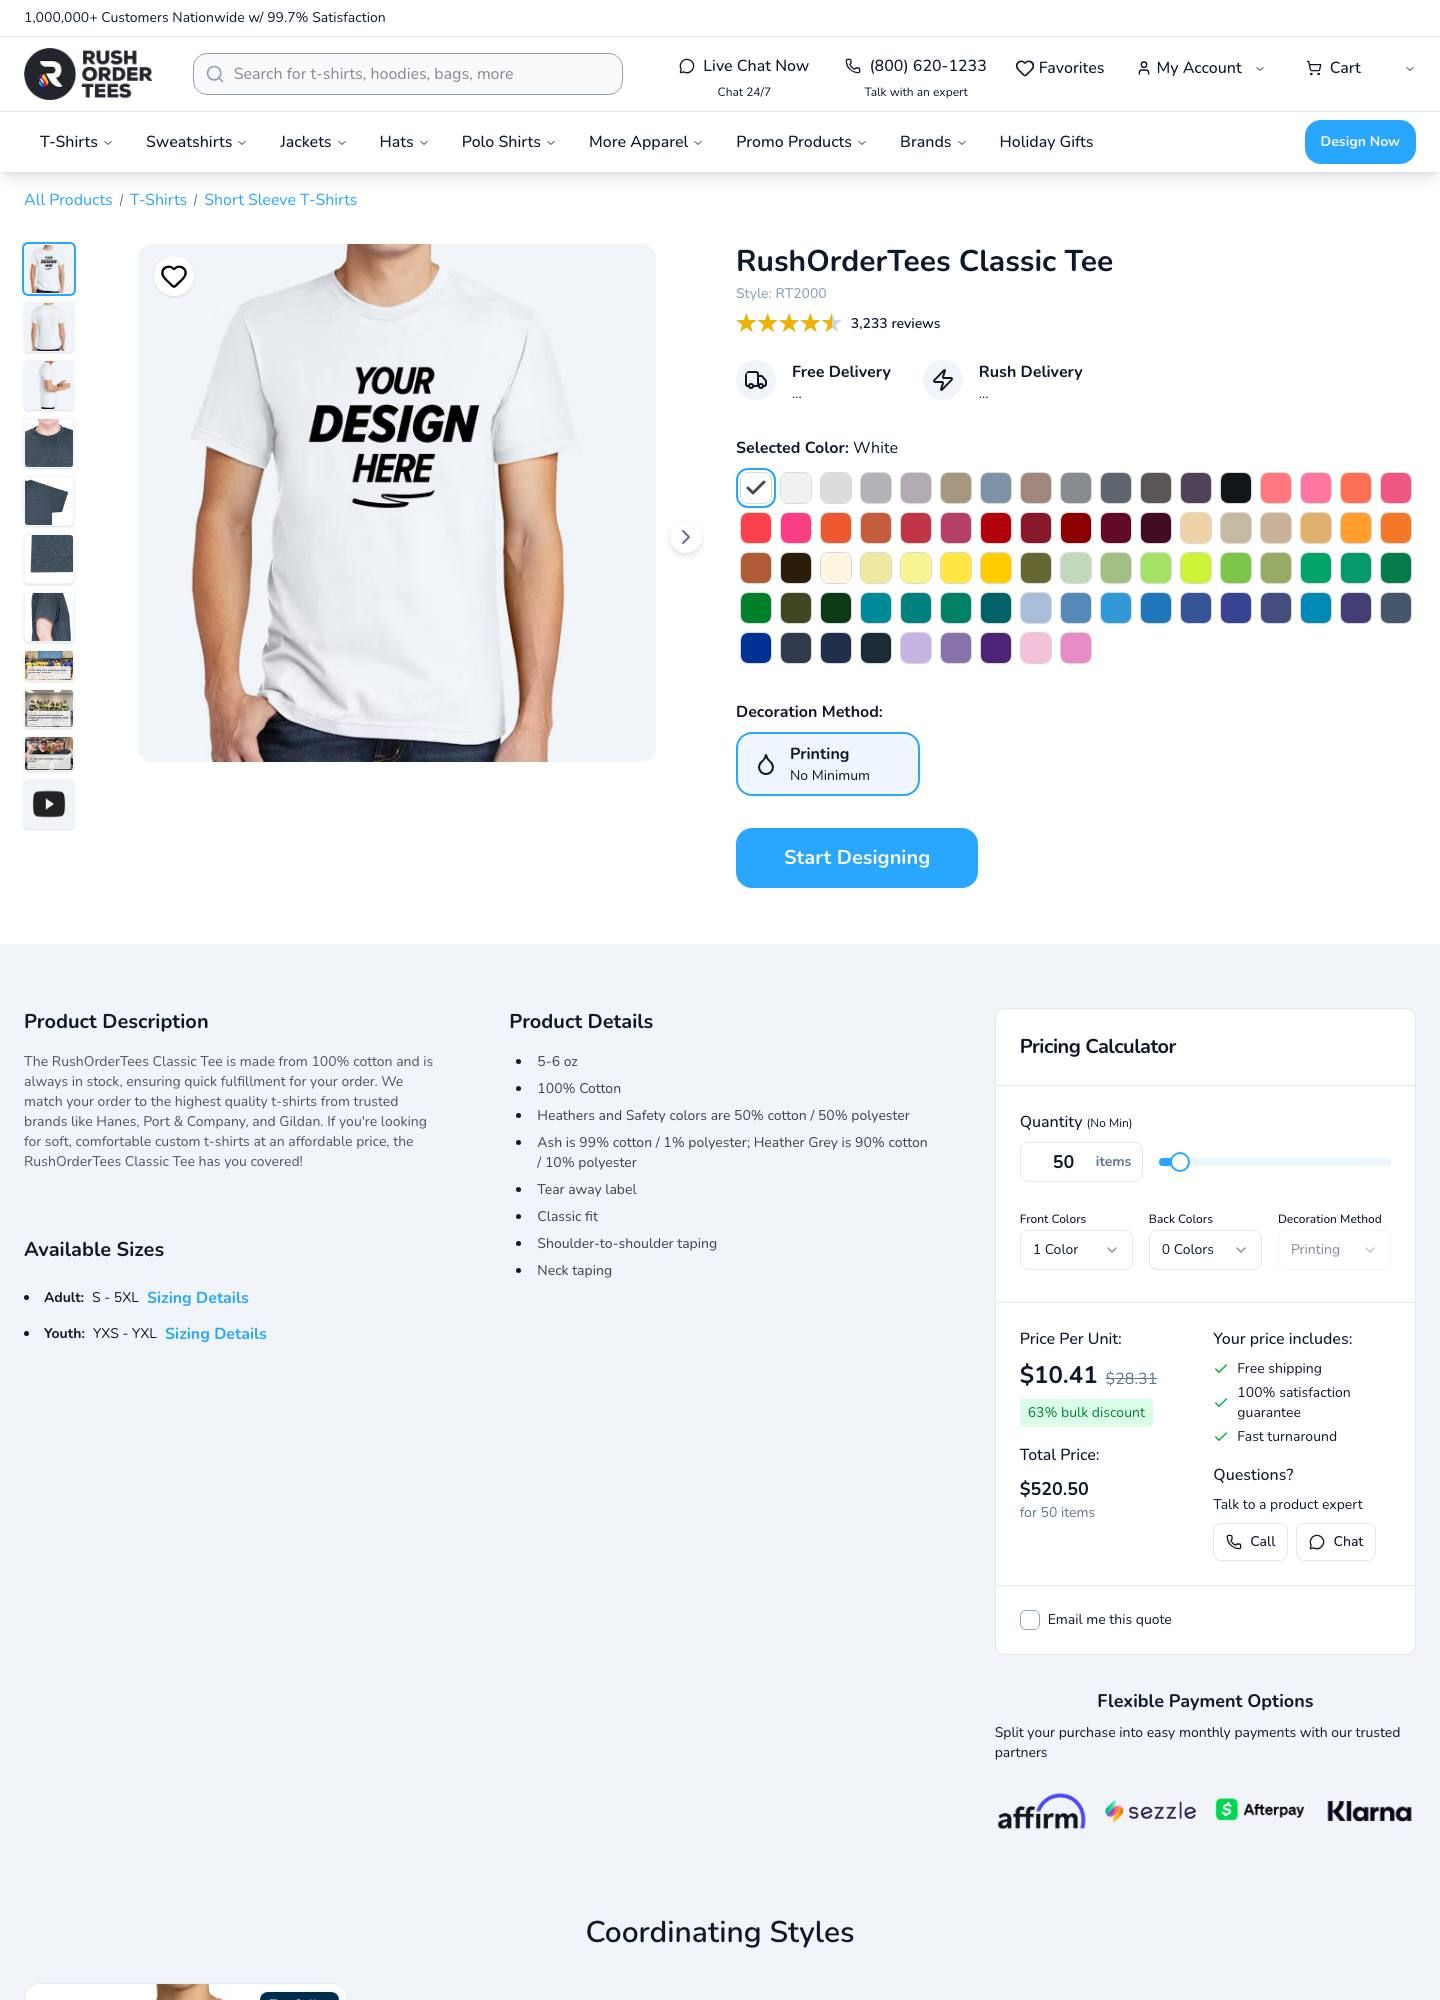 1,000,000+ Customers Nationwide w/ 99.7% Satisfaction
RUSH
ORDER
TEES
Search for t-shirts, hoodies, bags, more
Live Chat Now
Chat 24/7
(800) 620-1233
Talk with an expert
Favorites
My Account
Cart
T-Shirts
Sweatshirts
Jackets
Hats
Polo Shirts
More Apparel
Promo Products
Brands
Holiday Gifts
Design Now
All Products / T-Shirts / Short Sleeve T-Shirts
YOUR
DESIGN
HERE
RushOrderTees Classic Tee
Style: RT2000
3,233 reviews
Free Delivery
...
Rush Delivery
...
Selected Color: White
Decoration Method:
Printing
No Minimum
Start Designing
Product Description
The RushOrderTees Classic Tee is made from 100% cotton and is
always in stock, ensuring quick fulfillment for your order. We
match your order to the highest quality t-shirts from trusted
brands like Hanes, Port & Company, and Gildan. If you're looking
for soft, comfortable custom t-shirts at an affordable price, the
RushOrderTees Classic Tee has you covered!
Available Sizes
Adult: S - 5XL Sizing Details
Youth: YXS - YXL Sizing Details
Product Details
5-6 oz
100% Cotton
Heathers and Safety colors are 50% cotton / 50% polyester
Ash is 99% cotton / 1% polyester; Heather Grey is 90% cotton
/ 10% polyester
Tear away label
Classic fit
Shoulder-to-shoulder taping
Neck taping
Pricing Calculator
Quantity (No Min)
50 items
Front Colors
1 Color
Back Colors
0 Colors
Decoration Method
Printing
Price Per Unit:
$10.41 $28.31
63% bulk discount
Total Price:
$520.50
for 50 items
Your price includes:
Free shipping
100% satisfaction
guarantee
Fast turnaround
Questions?
Talk to a product expert
Call
Chat
Email me this quote
Flexible Payment Options
Split your purchase into easy monthly payments with our trusted
partners
affirm
sezzle
Afterpay
Klarna
Coordinating Styles